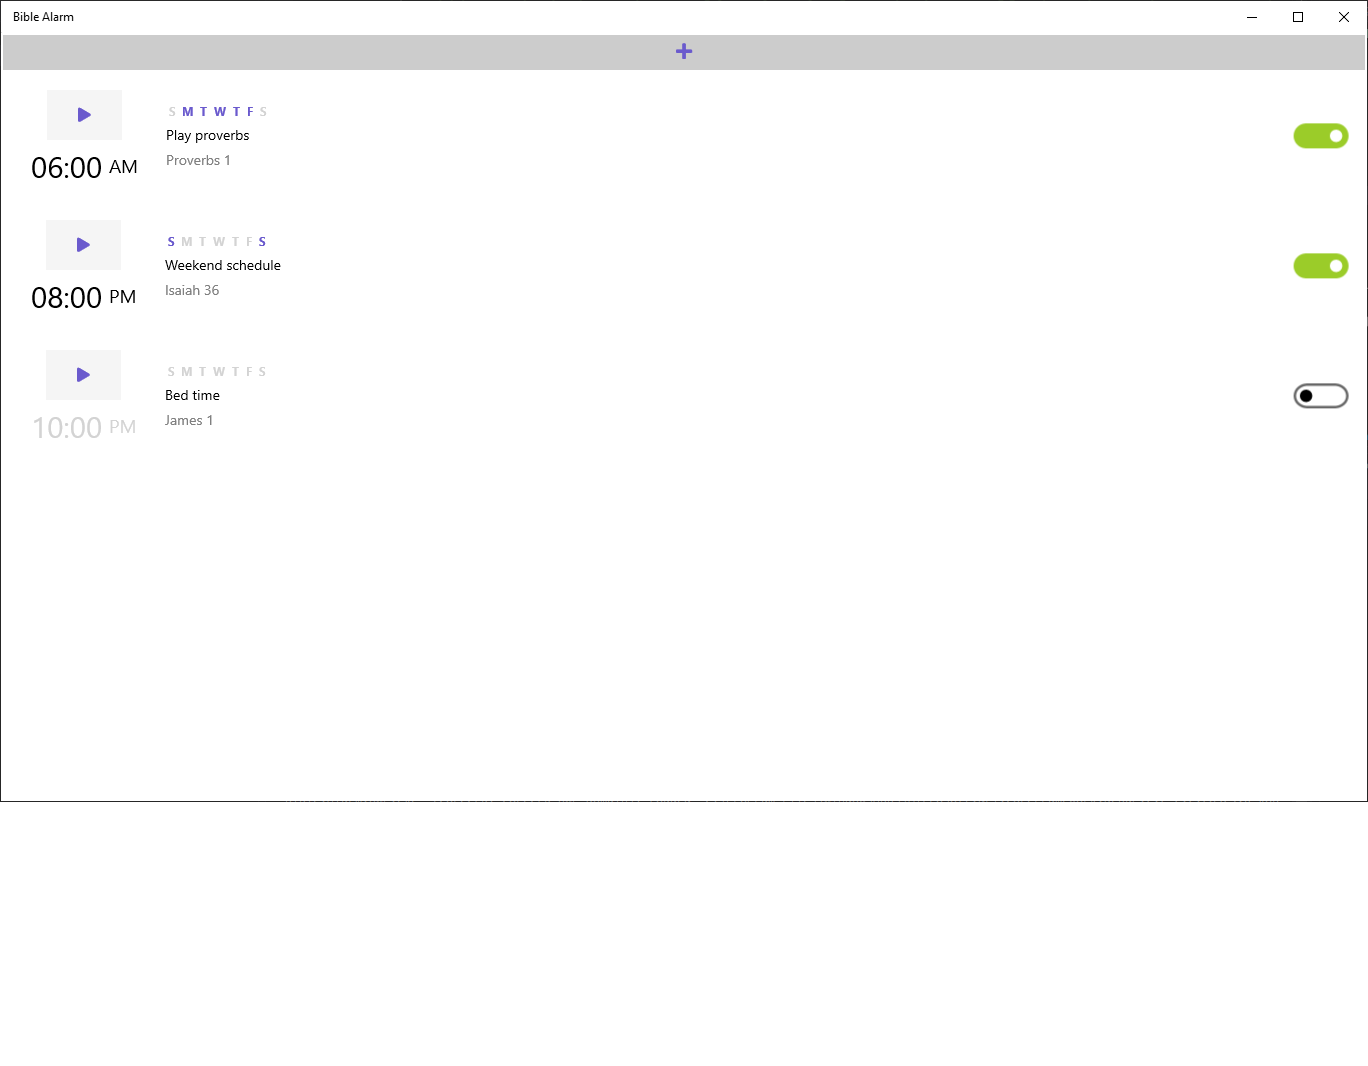 Bible Alarm
S M T W T F S
Play proverbs
Proverbs 1
06:00 AM
S M T W T F S
Weekend schedule
Isaiah 36
08:00 PM
S M T W T F S
Bed time
James 1
10:00 PM